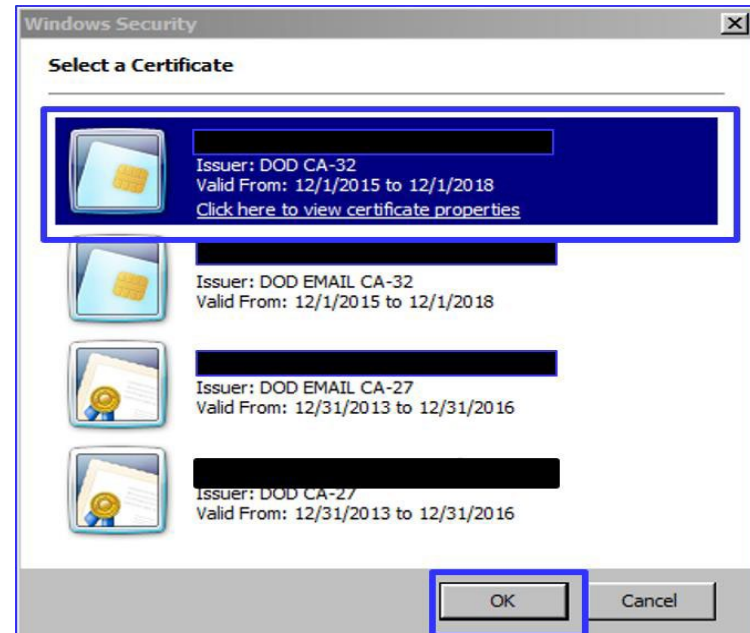 Windows Security
Select a Certificate
Issuer: DOD CA-32
Valid From: 12/1/2015 to 12/1/2018
Click here to view certificate properties
Issuer: DOD EMAIL CA-32
Valid From: 12/1/2015 to 12/1/2018
Issuer: DOD EMAIL CA-27
Valid From: 12/31/2013 to 12/31/2016
Issuer: DOD CA-27
Valid From: 12/31/2013 to 12/31/2016
OK Cancel